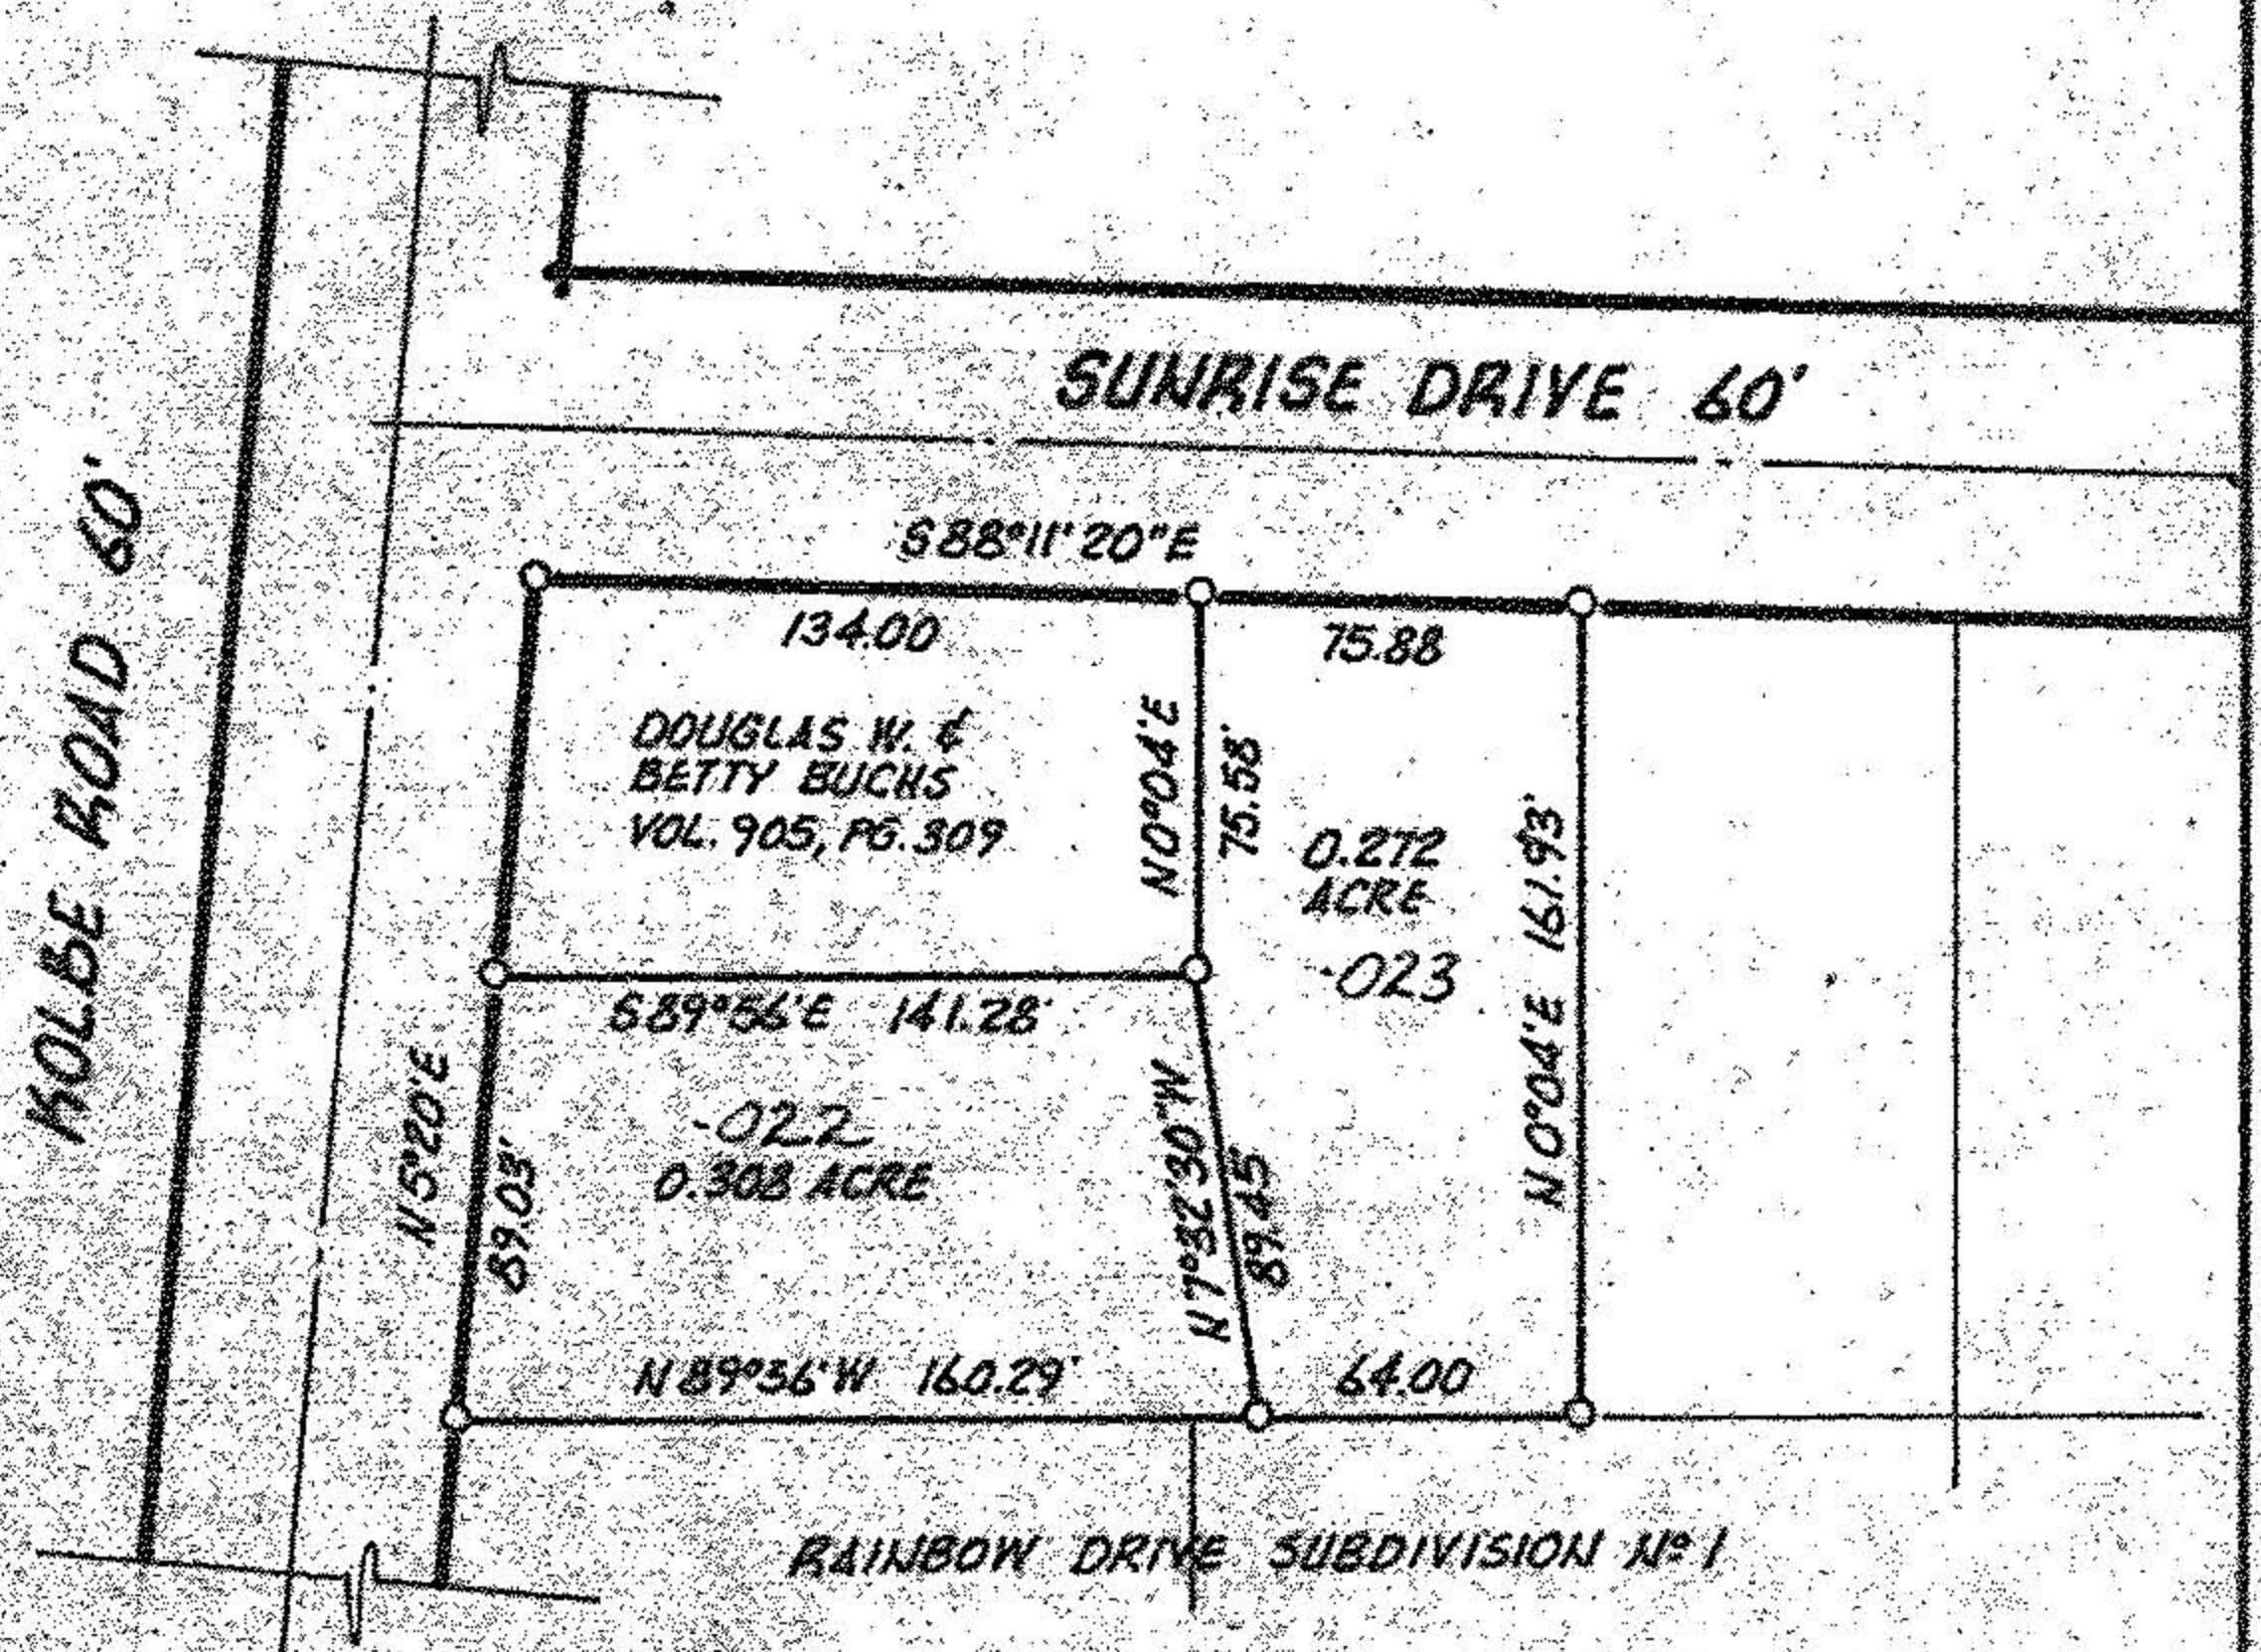 SUNRISE DRIVE 60'
KOLBE ROAD 60'
S88°11'20"E
134.00
75.88
DOUGLAS W. &
BETTY BUCHS
VOL. 905, PG. 309
N0°04'E
75.58'
0.272
ACRE
-023
N0°04'E 161.93'
S89°56'E 141.28'
N5°20'E
89.03'
-022
0.308 ACRE
N7°32'30"W
89.45
N89°56'W 160.29'
64.00
RAINBOW DRIVE SUBDIVISION Nº 1